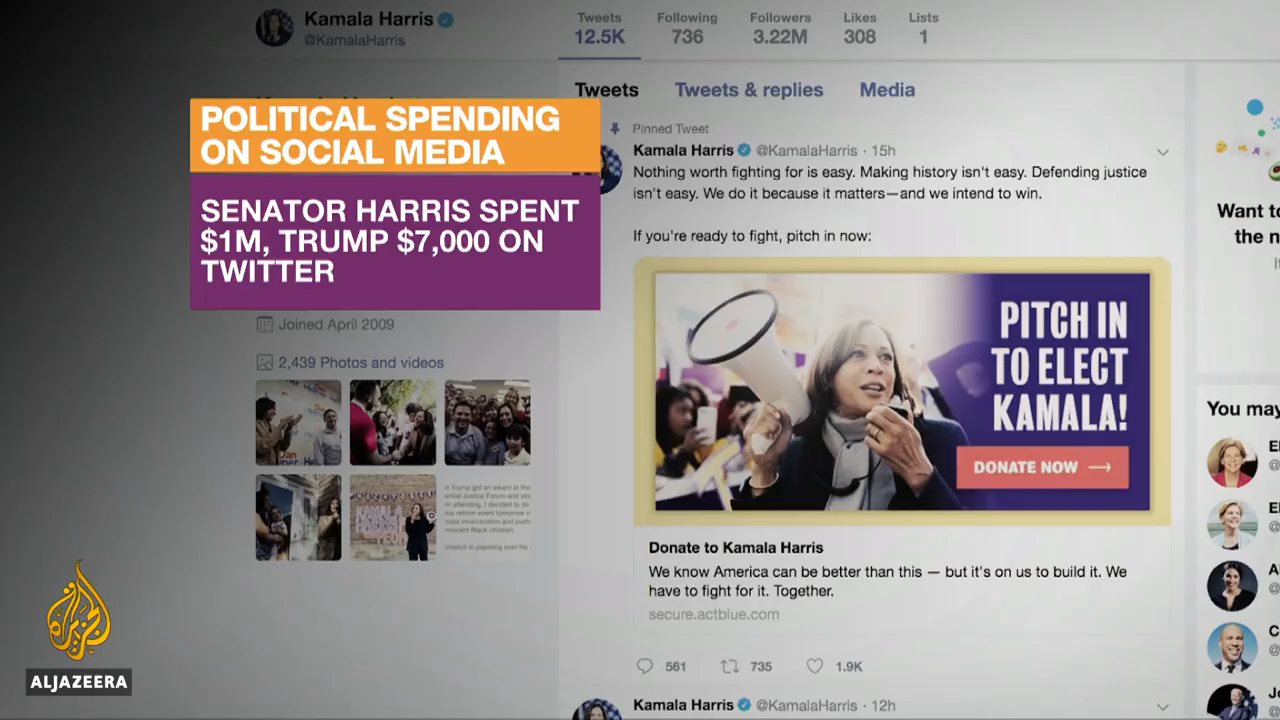 Kamala Harris
@KamalaHarris
Tweets Following Followers Likes Lists
12.5K 736 3.22M 308 1
POLITICAL SPENDING
ON SOCIAL MEDIA
SENATOR HARRIS SPENT
$1M, TRUMP $7,000 ON
TWITTER
Joined April 2009
2,439 Photos and videos
Tweets Tweets & replies Media
Pinned Tweet
Kamala Harris @KamalaHarris · 15h
Nothing worth fighting for is easy. Making history isn't easy. Defending justice
isn't easy. We do it because it matters—and we intend to win.
If you're ready to fight, pitch in now:
PITCH IN
TO ELECT
KAMALA!
DONATE NOW →
Donate to Kamala Harris
We know America can be better than this — but it's on us to build it. We
have to fight for it. Together.
secure.actblue.com
561 735 1.9K
Kamala Harris @KamalaHarris · 12h
Want to
the n
You may
الجزيرة
ALJAZEERA